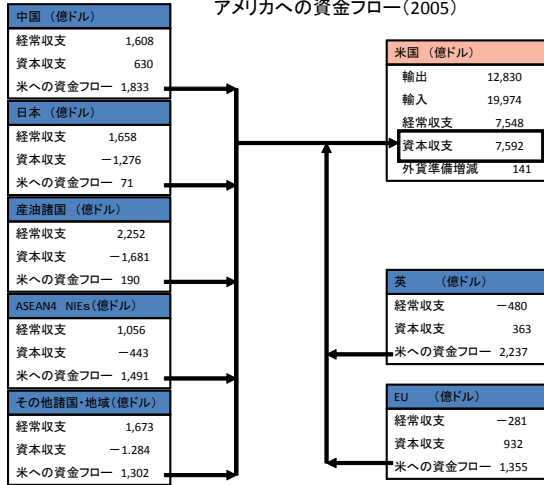 アメリカへの資金フロー(2005)
中国 (億ドル)
経常収支 1,608
資本収支 630
米への資金フロー 1,833
日本 (億ドル)
経常収支 1,658
資本収支 －1,276
米への資金フロー 71
産油諸国 (億ドル)
経常収支 2,252
資本収支 －1,681
米への資金フロー 190
ASEAN4 NIEs(億ドル)
経常収支 1,056
資本収支 －443
米への資金フロー 1,491
その他諸国・地域(億ドル)
経常収支 1,673
資本収支 －1.284
米への資金フロー 1,302
米国 (億ドル)
輸出 12,830
輸入 19,974
経常収支 7,548
資本収支 7,592
外貨準備増減 141
英 (億ドル)
経常収支 －480
資本収支 363
米への資金フロー 2,237
EU (億ドル)
経常収支 －281
資本収支 932
米への資金フロー 1,355